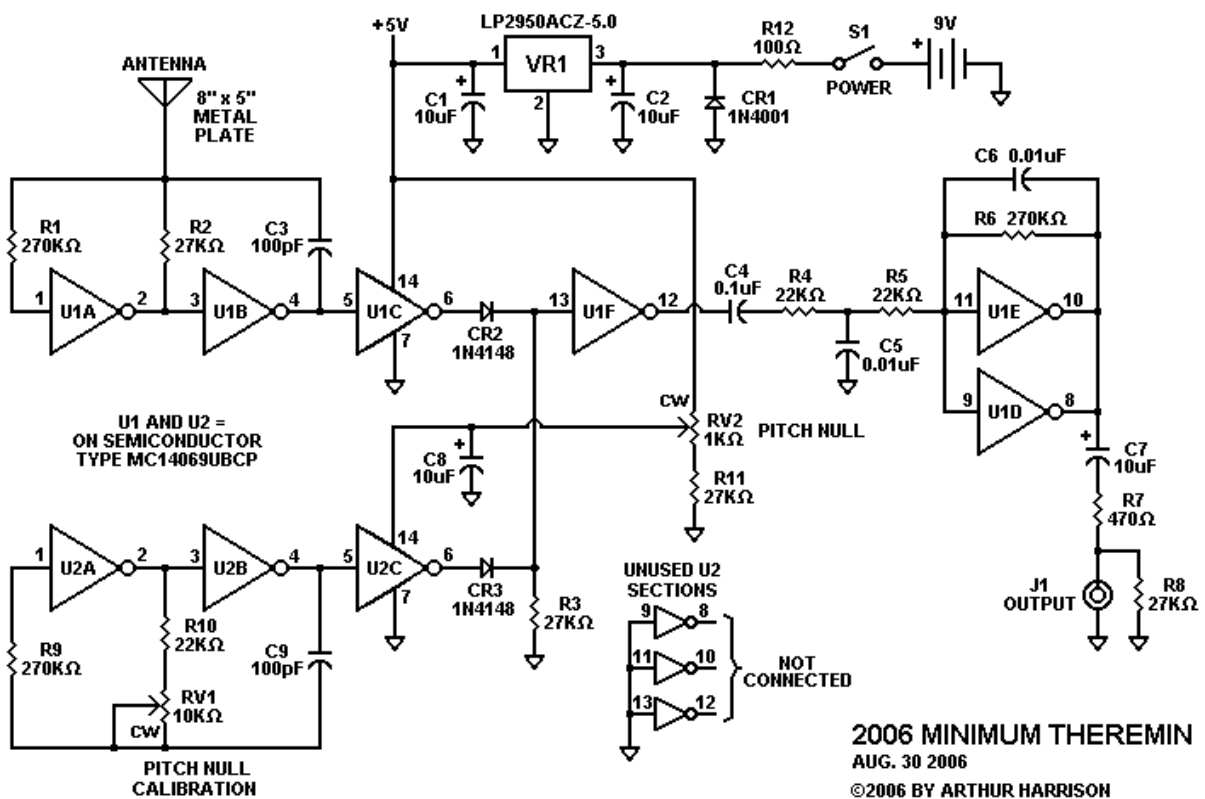 +5V
LP2950ACZ-5.0
1
VR1
3
2
R12
100Ω
S1
POWER
9V
+
ANTENNA
8" x 5"
METAL
PLATE
+
C1
10uF
+
C2
10uF
CR1
1N4001
C6 0.01uF
R6 270KΩ
R1
270KΩ
R2
27KΩ
C3
100pF
1
U1A
2
3
U1B
4
5
U1C
14
7
6
CR2
1N4148
13
U1F
12
C4
0.1uF
R4
22KΩ
R5
22KΩ
C5
0.01uF
11
U1E
10
9
U1D
8
U1 AND U2 =
ON SEMICONDUCTOR
TYPE MC14069UBCP
+
C8
10uF
CW
RV2
1KΩ
PITCH NULL
R11
27KΩ
+
C7
10uF
R7
470Ω
J1
OUTPUT
R8
27KΩ
1
U2A
2
3
U2B
4
5
U2C
14
7
6
CR3
1N4148
R3
27KΩ
R9
270KΩ
R10
22KΩ
RV1
10KΩ
CW
C9
100pF
PITCH NULL
CALIBRATION
UNUSED U2
SECTIONS
9
8
11
10
13
12
NOT
CONNECTED
2006 MINIMUM THEREMIN
AUG. 30 2006
©2006 BY ARTHUR HARRISON